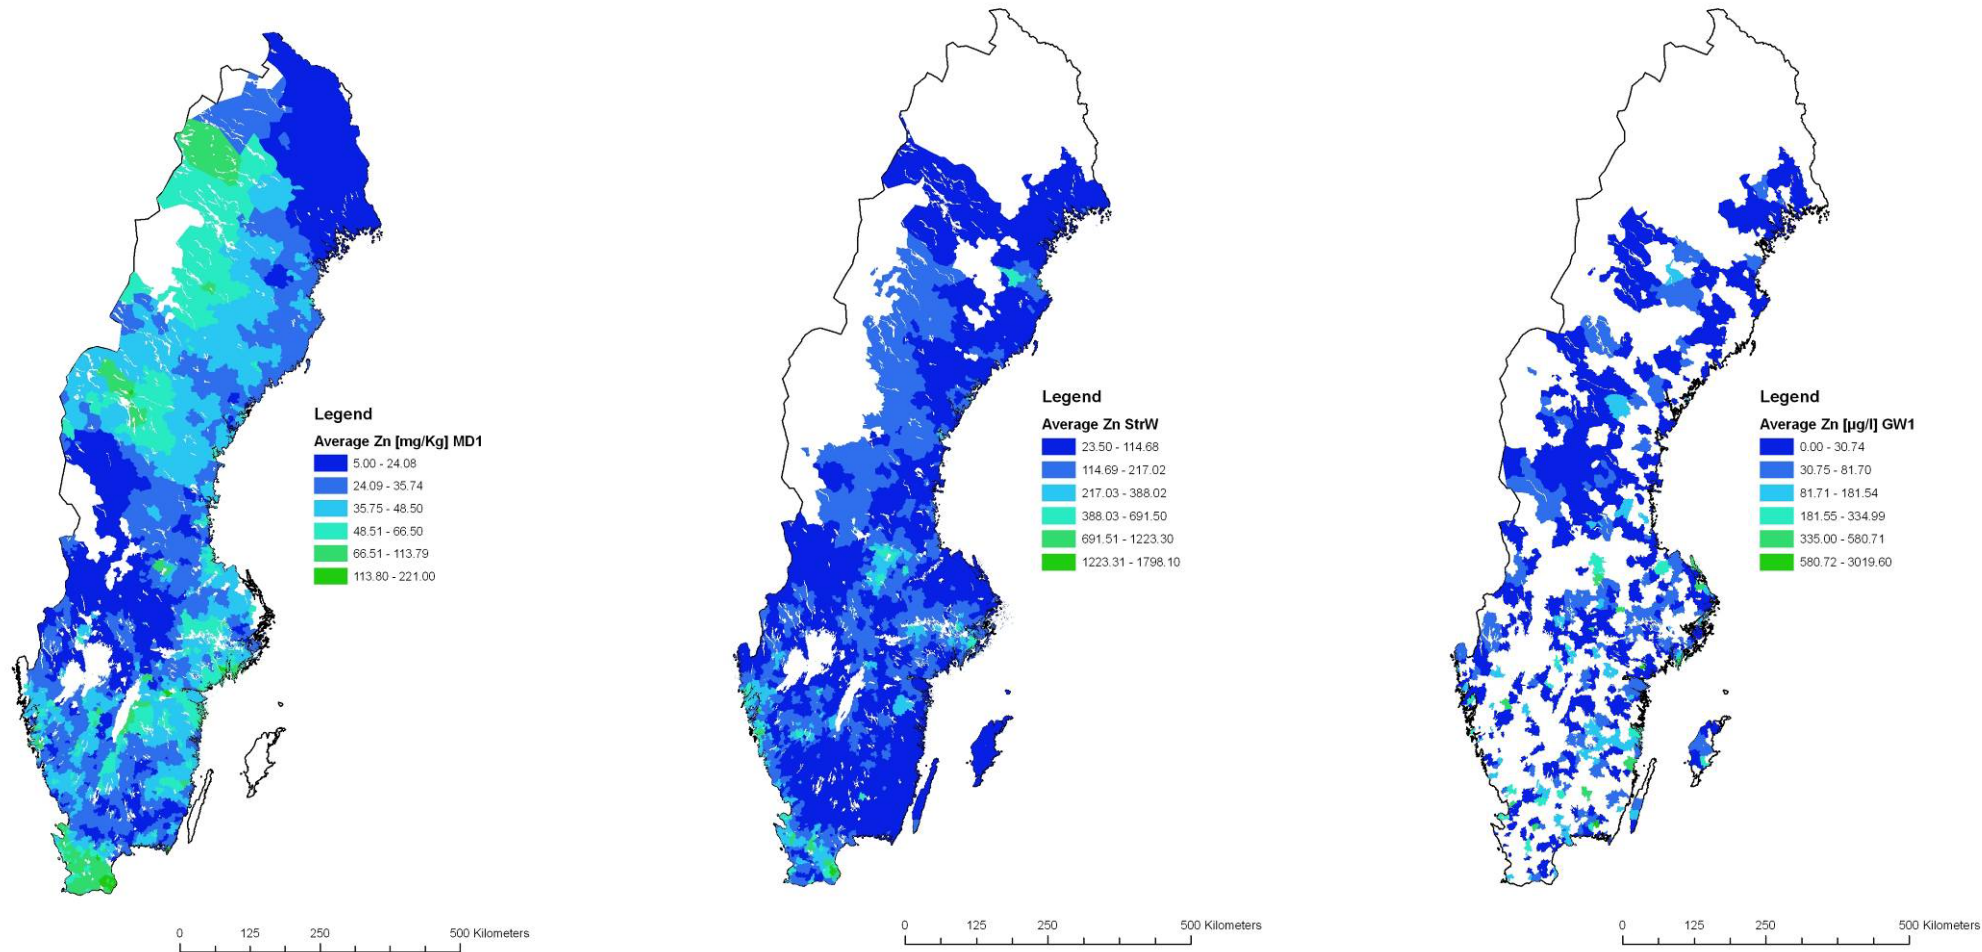 Legend
Average Zn [mg/Kg] MD1
5.00 - 24.08
24.09 - 35.74
35.75 - 48.50
48.51 - 66.50
66.51 - 113.79
113.80 - 221.00
0 125 250 500 Kilometers
Legend
Average Zn StrW
23.50 - 114.68
114.69 - 217.02
217.03 - 388.02
388.03 - 691.50
691.51 - 1223.30
1223.31 - 1798.10
0 125 250 500 Kilometers
Legend
Average Zn [µg/l] GW1
0.00 - 30.74
30.75 - 81.70
81.71 - 181.54
181.55 - 334.99
335.00 - 580.71
580.72 - 3019.60
0 125 250 500 Kilometers